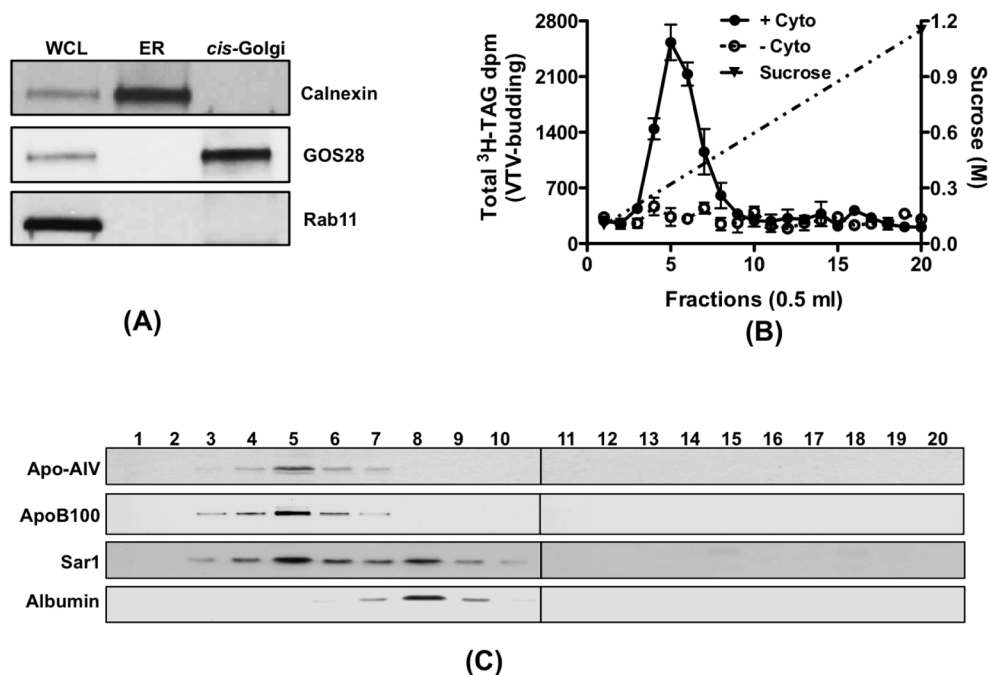 WCL ER cis-Golgi
Calnexin
GOS28
Rab11
(A)
(B)
2800
2100
1400
700
0
Total ³H-TAG dpm
(VTV-budding)
+ Cyto
- Cyto
Sucrose
1.2
0.9
0.6
0.3
0.0
Sucrose (M)
0 5 10 15 20
Fractions (0.5 ml)
(B)
1 2 3 4 5 6 7 8 9 10 11 12 13 14 15 16 17 18 19 20
Apo-AIV
ApoB100
Sar1
Albumin
(C)